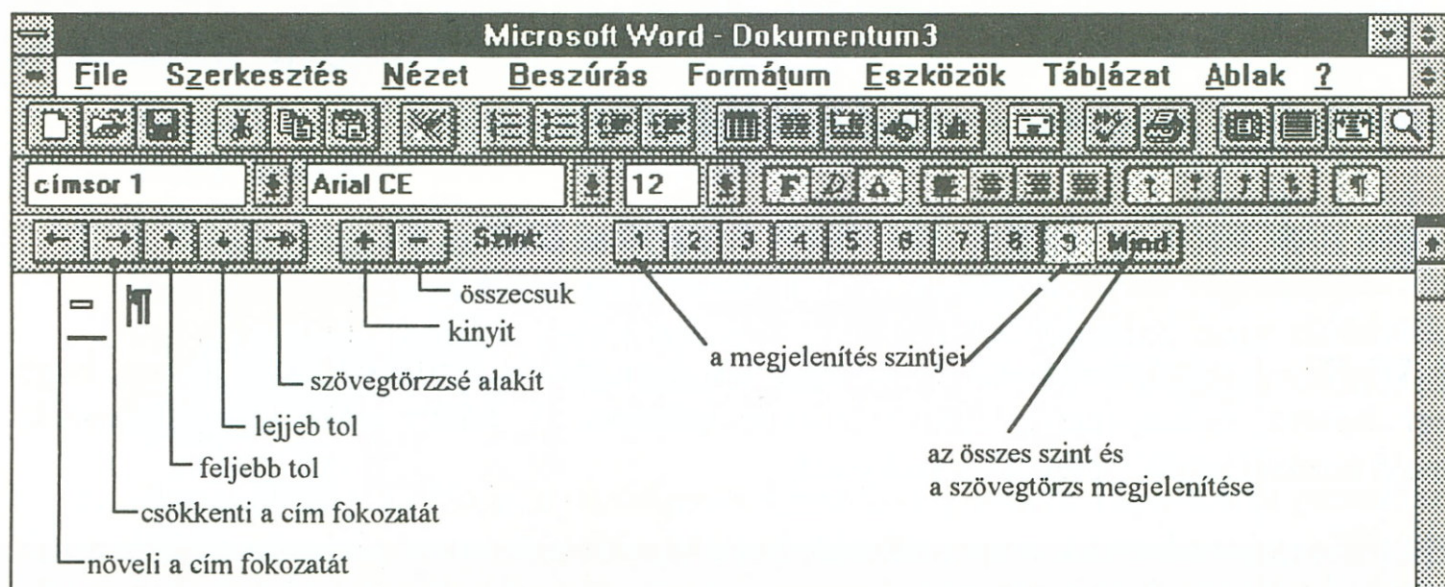 Microsoft Word - Dokumentum3
File Szerkesztés Nézet Beszúrás Formátum Eszközök Táblázat Ablak ?
címsor 1 Arial CE 12 F D A
Szint: 1 2 3 4 5 6 7 8 9 Mind
¶
összecsuk
kinyit
a megjelenítés szintjei
szövegtörzzsé alakít
lejjeb tol
feljebb tol
az összes szint és
a szövegtörzs megjelenítése
csökkenti a cím fokozatát
növeli a cím fokozatát